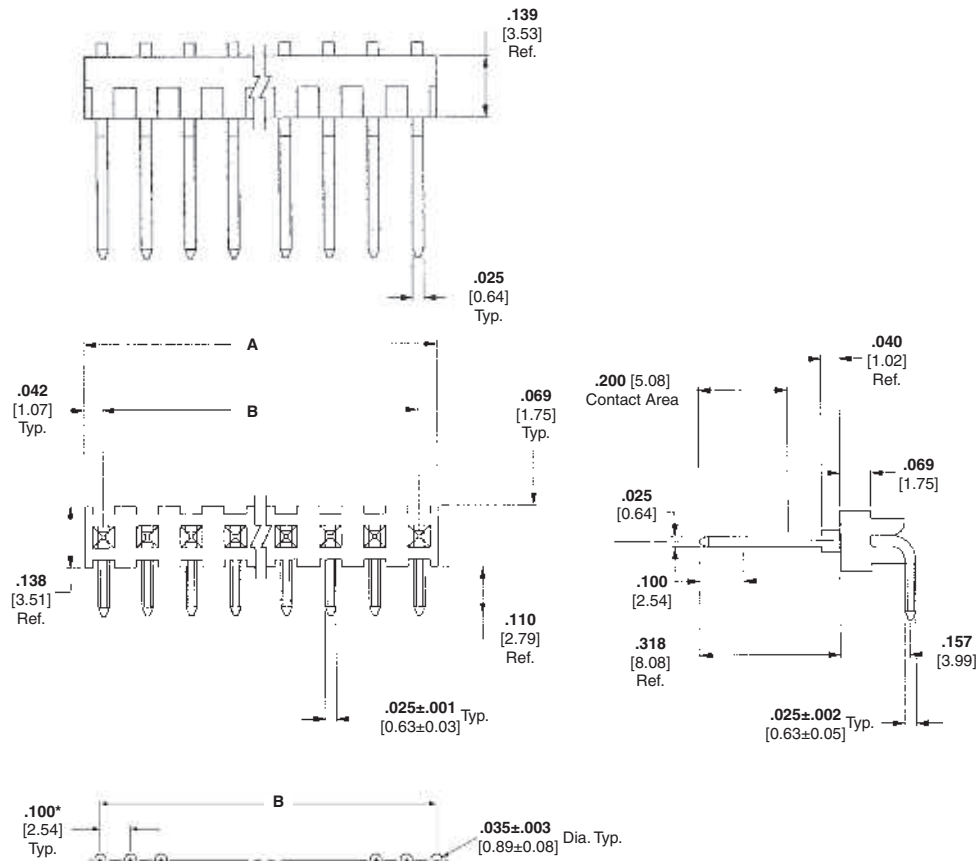 .139
[3.53]
Ref.
.025
[0.64]
Typ.
A
.042
[1.07]
Typ.
B
.069
[1.75]
Typ.
.138
[3.51]
Ref.
.110
[2.79]
Ref.
.025±.001
[0.63±0.03] Typ.
.040
[1.02]
Ref.
.200 [5.08]
Contact Area
.069
[1.75]
.025
[0.64]
.100
[2.54]
.318
[8.08]
Ref.
.157
[3.99]
.025±.002
[0.63±0.05] Typ.
.100*
[2.54]
Typ.
B
.035±.003
[0.89±0.08] Dia. Typ.